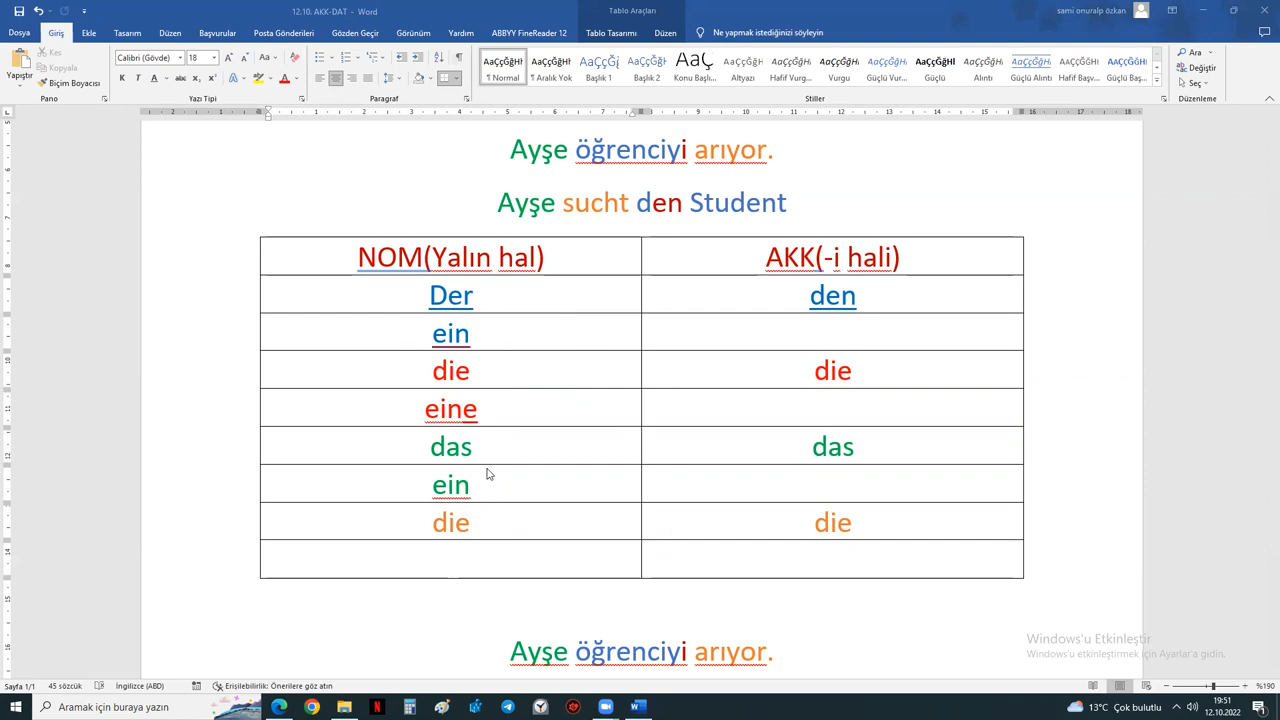 12.10. AKK-DAT - Word
Tablo Araçları
sami onuralp özkan
Dosya Giriş Ekle Tasarım Düzen Başvurular Posta Gönderileri Gözden Geçir Görünüm Yardım ABBYY FineReader 12 Tablo Tasarımı Düzen Ne yapmak istediğinizi söyleyin
Yapıştır
Kes
Kopyala
Biçim Boyacısı
Calibri (Gövde) 18
¶ Normal
¶ Aralık Yok
Başlık 1
Başlık 2
Konu Başlı...
Altyazı
Hafif Vurg...
Vurgu
Güçlü Vur...
Güçlü
Alıntı
Güçlü Alıntı
Hafif Başv...
Güçlü Baş...
Ara
Değiştir
Seç
Pano Yazı Tipi Paragraf Stiller Düzenleme
Ayşe öğrenciyi arıyor.
Ayşe sucht den Student
NOM(Yalın hal) AKK(-i hali)
Der den
ein
die die
eine
das das
ein
die die
Ayşe öğrenciyi arıyor.
Windows'u Etkinleştir
Windows'u etkinleştirmek için Ayarlar'a gidin.
Sayfa 1/1 45 sözcük İngilizce (ABD) Erişilebilirlik: Önerilere göz atın %190
Aramak için buraya yazın
13°C Çok bulutlu
19:51
12.10.2022